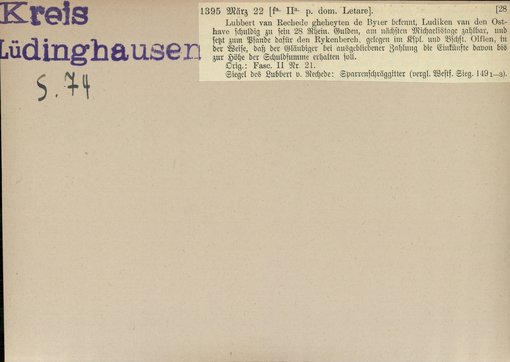 Kreis
Lüdinghausen
S. 74
1395 März 22 [fa. IIa. p. dom. Letare]. [28
Lubbert van Rechede gheheyten de Byter bekennt, Ludiken van den Ost-
have schuldig zu sein 28 Rhein. Gulden, am nächsten Michaelistage zahlbar, und
setzt zum Pfande dafür den Rykenberch, gelegen im Kspl. und Bschft. Olffen, in
der Weise, daß der Gläubiger bei ausgebliebener Zahlung die Einkünfte davon bis
zur Höhe der Schuldsumme erhalten soll.
Orig.: Fasc. II Nr. 21.
Siegel des Lubbert v. Rechede: Sparrenschräggitter (vergl. Westf. Sieg. 149 1-3).